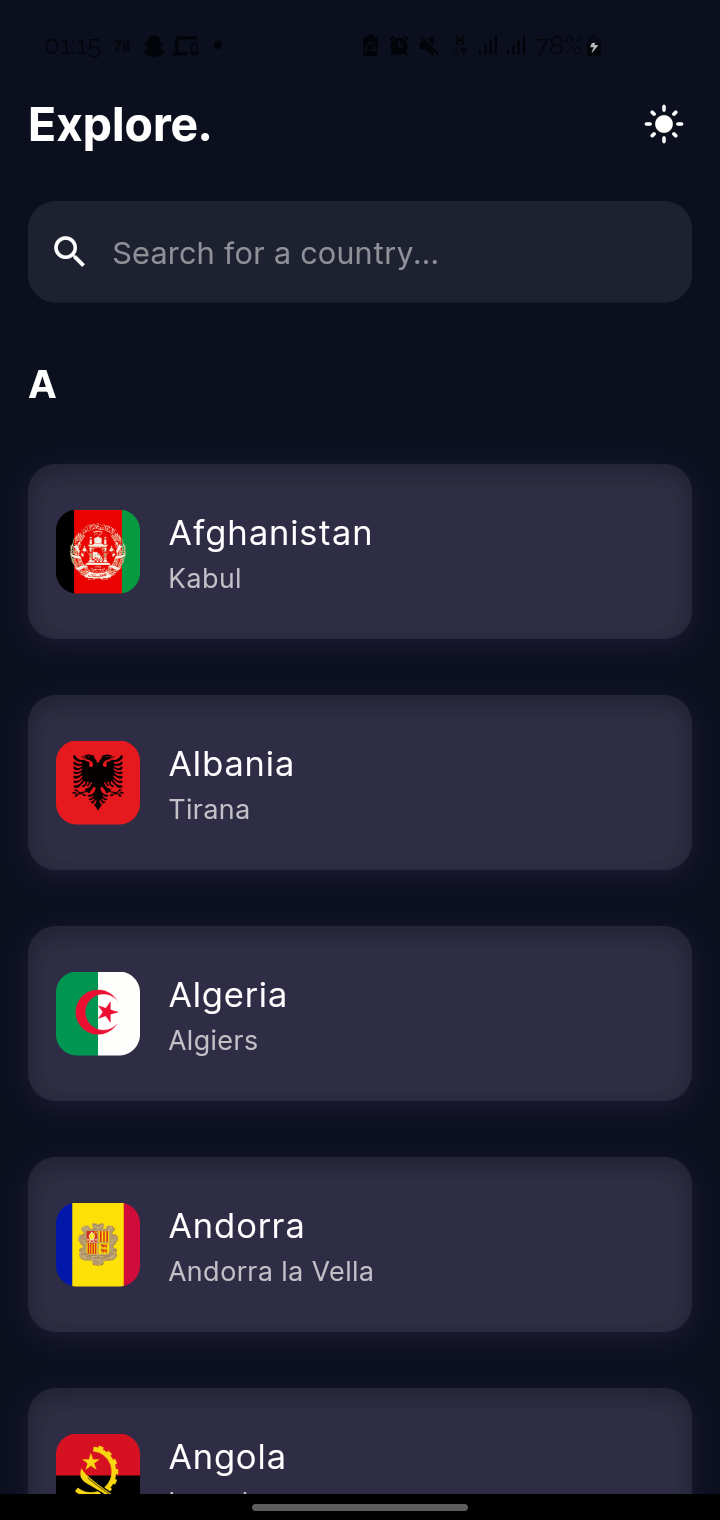 01:15 78 78%
Explore.
Search for a country...
A
Afghanistan
Kabul
Albania
Tirana
Algeria
Algiers
Andorra
Andorra la Vella
Angola